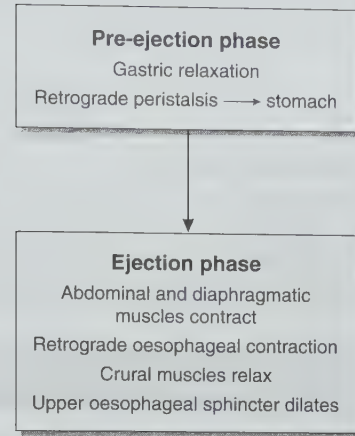 Pre-ejection phase
Gastric relaxation
Retrograde peristalsis ⟶ stomach
Ejection phase
Abdominal and diaphragmatic
muscles contract
Retrograde oesophageal contraction
Crural muscles relax
Upper oesophageal sphincter dilates